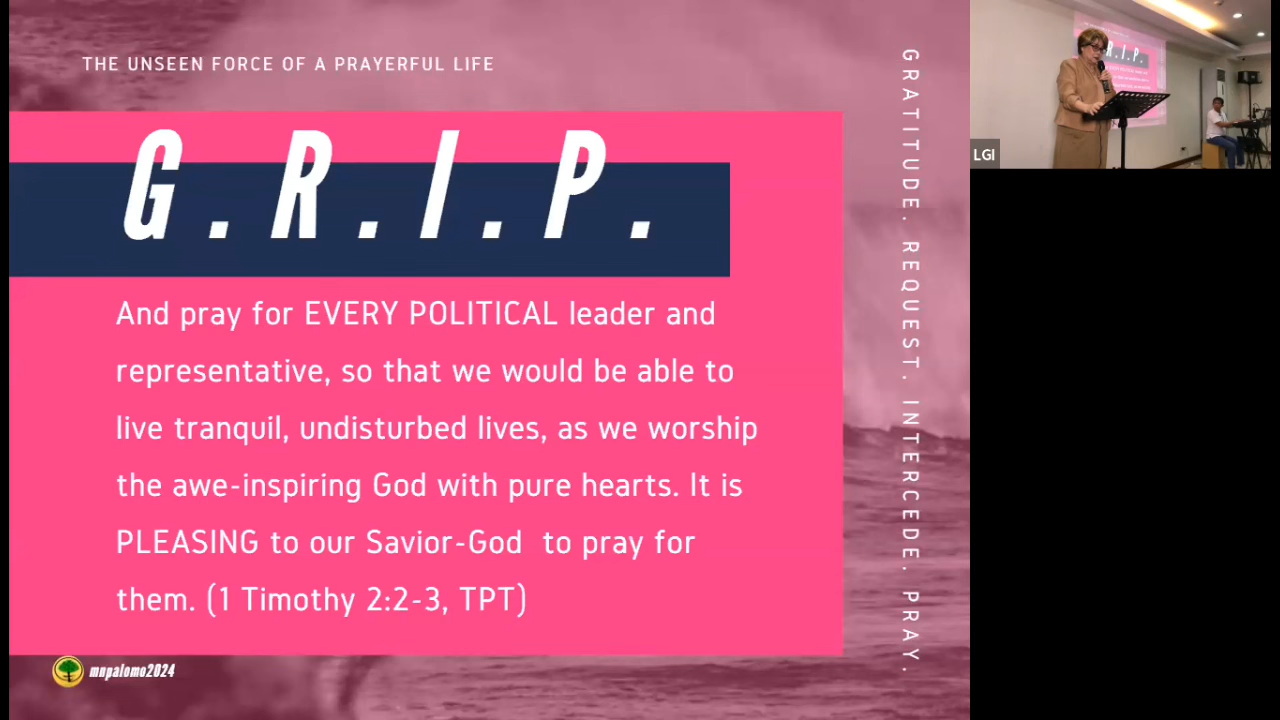 THE UNSEEN FORCE OF A PRAYERFUL LIFE
G.R.I.P.
And pray for EVERY POLITICAL leader and
representative, so that we would be able to
live tranquil, undisturbed lives, as we worship
the awe-inspiring God with pure hearts. It is
PLEASING to our Savior-God to pray for
them. (1 Timothy 2:2-3, TPT)
mnpalomo2024
GRATITUDE. REQUEST. INTERCEDE. PRAY.
R.I.P.
LGI